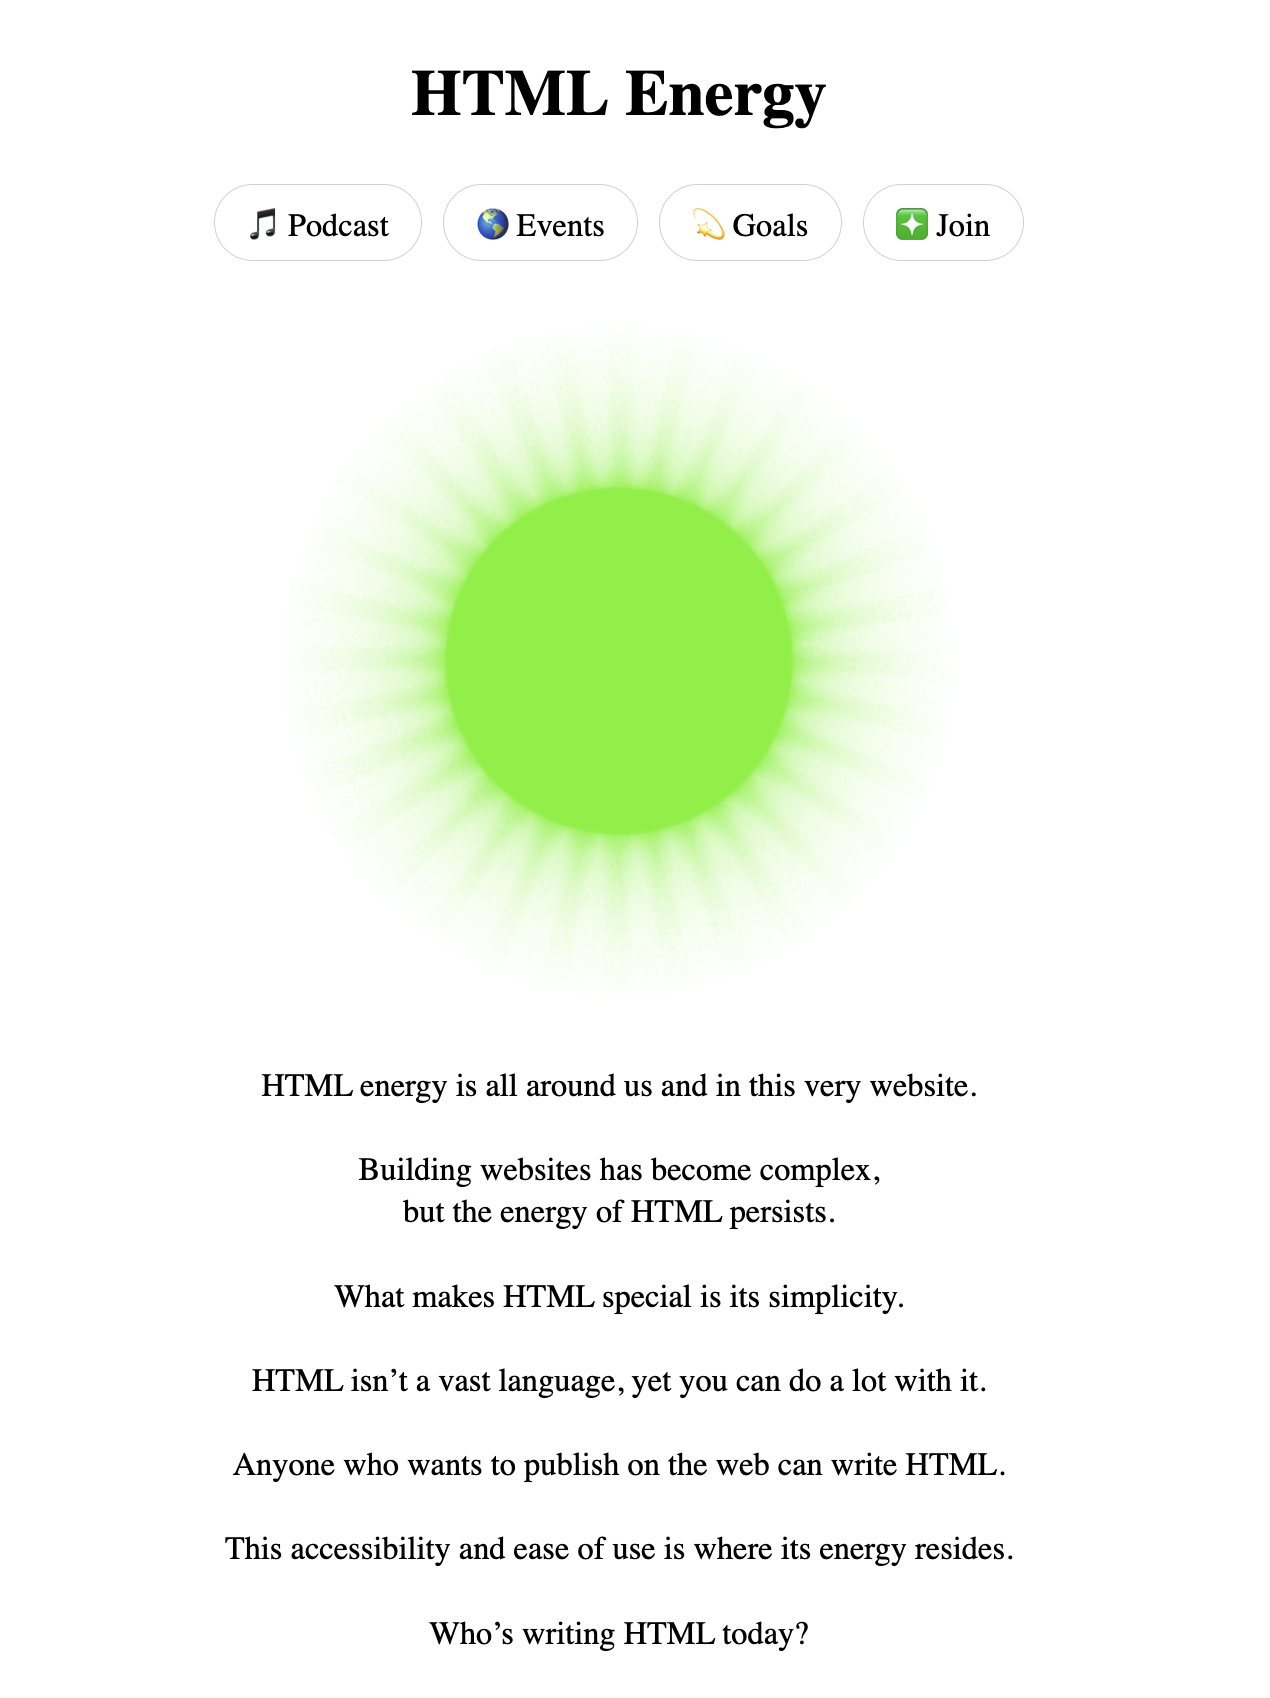 HTML Energy
🎵 Podcast
🌎 Events
💫 Goals
❇️ Join
HTML energy is all around us and in this very website.
Building websites has become complex,
but the energy of HTML persists.
What makes HTML special is its simplicity.
HTML isn’t a vast language, yet you can do a lot with it.
Anyone who wants to publish on the web can write HTML.
This accessibility and ease of use is where its energy resides.
Who’s writing HTML today?